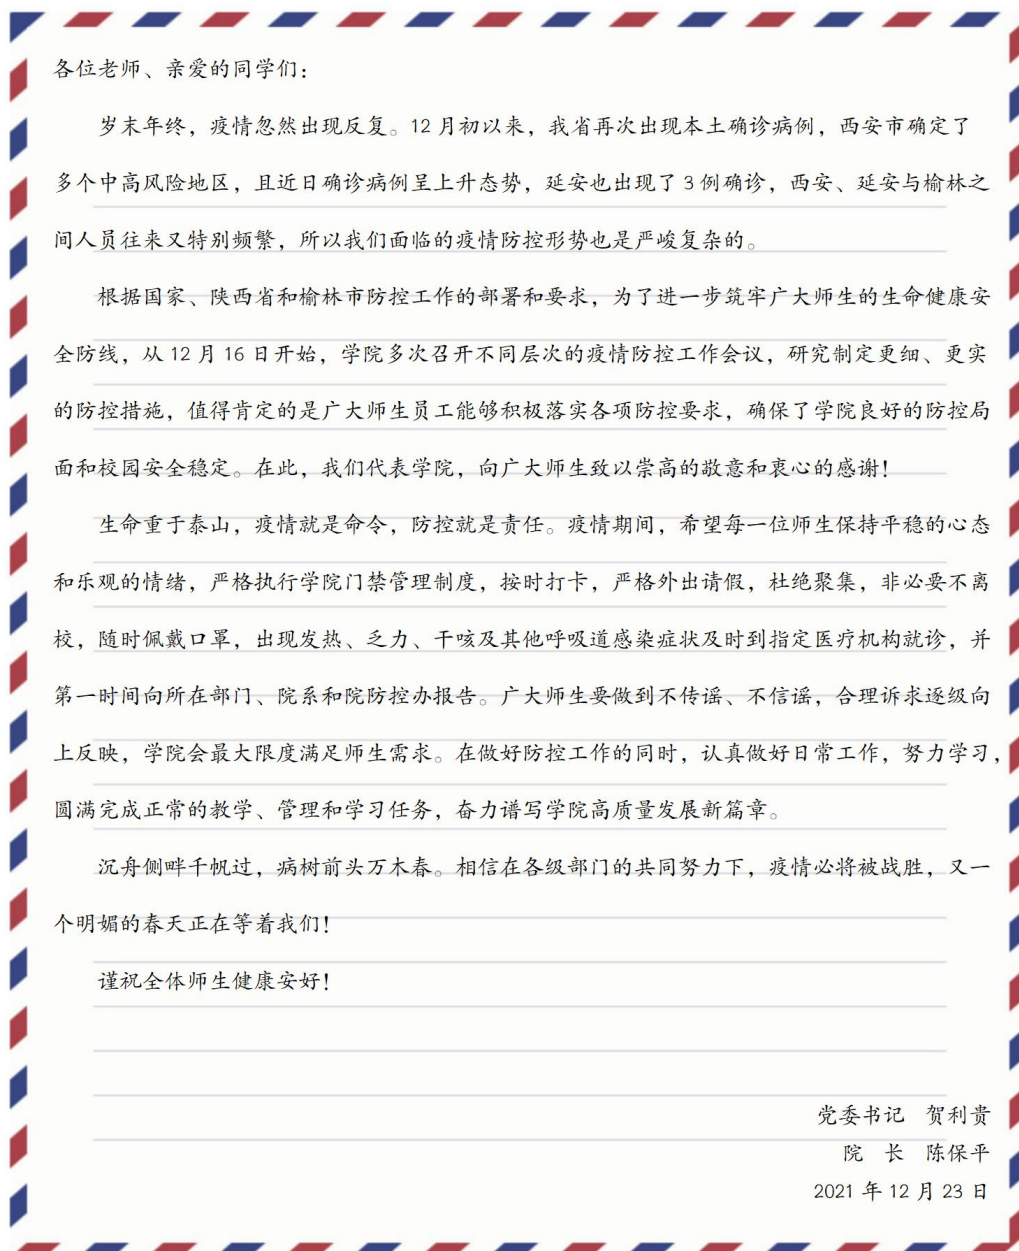 各位老师、亲爱的同学们：
岁末年终，疫情忽然出现反复。12月初以来，我省再次出现本土确诊病例，西安市确定了
多个中高风险地区，且近日确诊病例呈上升态势，延安也出现了3例确诊，西安、延安与榆林之
间人员往来又特别频繁，所以我们面临的疫情防控形势也是严峻复杂的。
根据国家、陕西省和榆林市防控工作的部署和要求，为了进一步筑牢广大师生的生命健康安
全防线，从12月16日开始，学院多次召开不同层次的疫情防控工作会议，研究制定更细、更实
的防控措施，值得肯定的是广大师生员工能够积极落实各项防控要求，确保了学院良好的防控局
面和校园安全稳定。在此，我们代表学院，向广大师生致以崇高的敬意和衷心的感谢！
生命重于泰山，疫情就是命令，防控就是责任。疫情期间，希望每一位师生保持平稳的心态
和乐观的情绪，严格执行学院门禁管理制度，按时打卡，严格外出请假，杜绝聚集，非必要不离
校，随时佩戴口罩，出现发热、乏力、干咳及其他呼吸道感染症状及时到指定医疗机构就诊，并
第一时间向所在部门、院系和院防控办报告。广大师生要做到不传谣、不信谣，合理诉求逐级向
上反映，学院会最大限度满足师生需求。在做好防控工作的同时，认真做好日常工作，努力学习，
圆满完成正常的教学、管理和学习任务，奋力谱写学院高质量发展新篇章。
沉舟侧畔千帆过，病树前头万木春。相信在各级部门的共同努力下，疫情必将被战胜，又一
个明媚的春天正在等着我们！
谨祝全体师生健康安好！
党委书记 贺利贵
院 长 陈保平
2021年12月23日